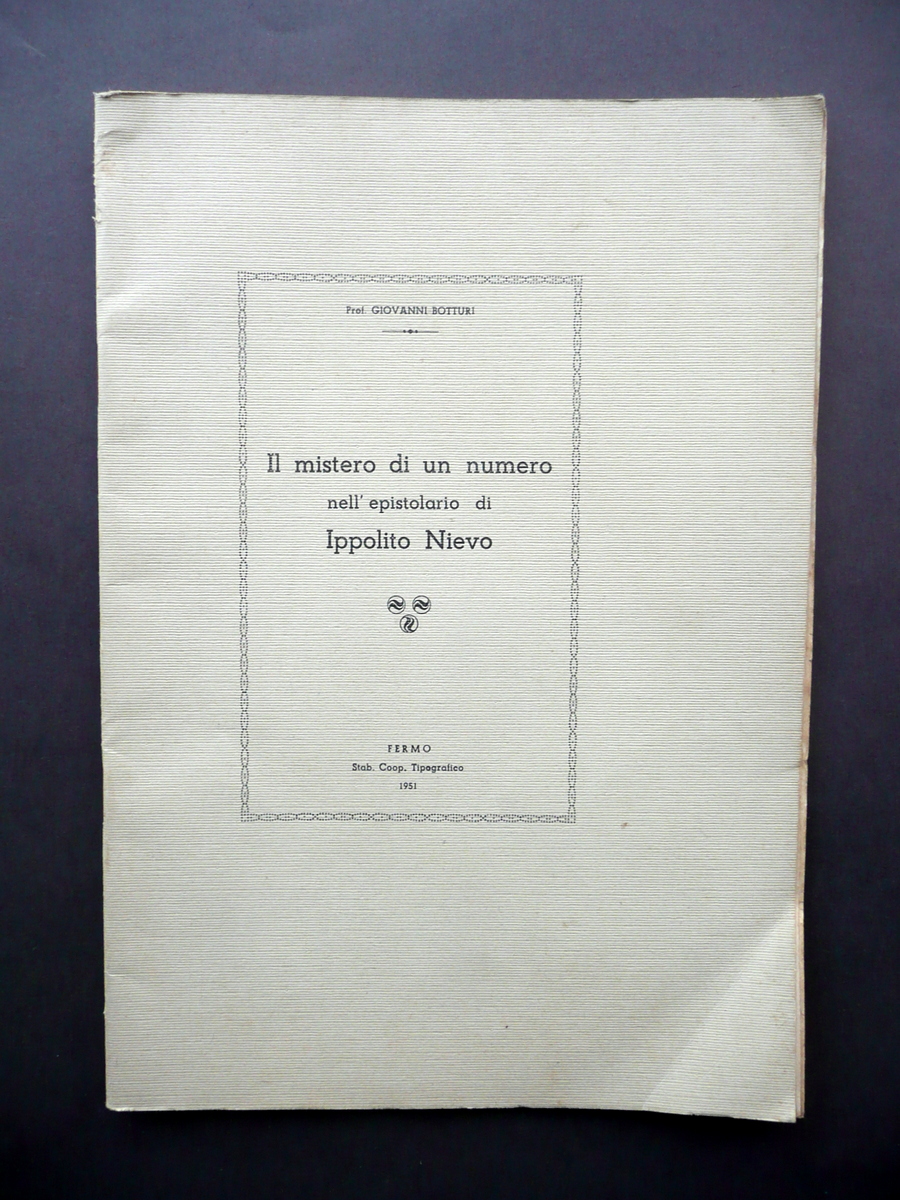 Prof. GIOVANNI BOTTURI
Il mistero di un numero
nell' epistolario di
Ippolito Nievo
FERMO
Stab. Coop. Tipografico
1951